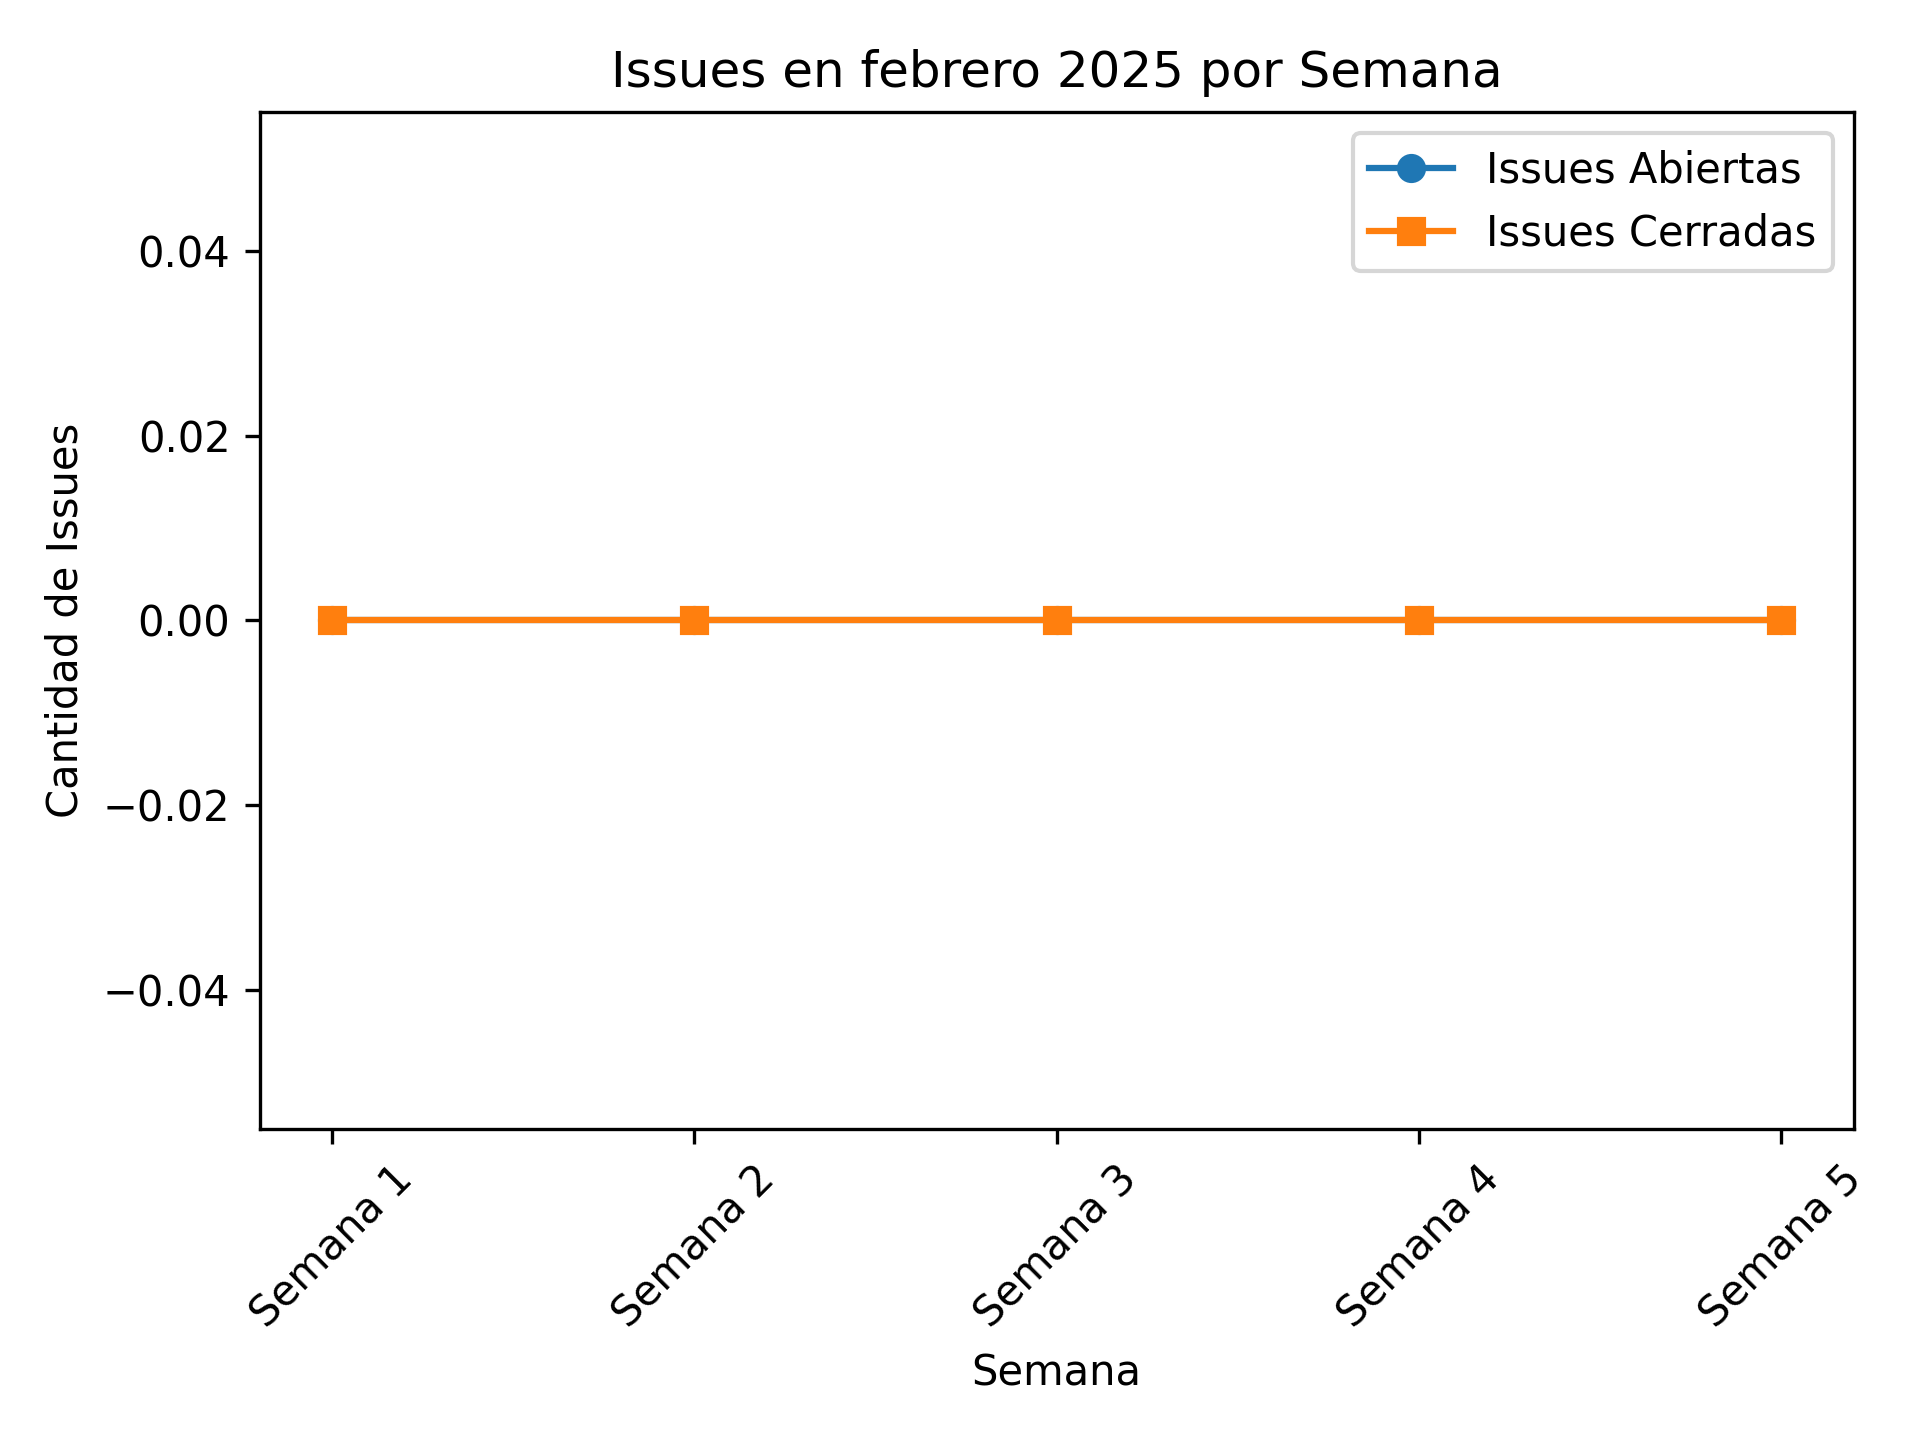 Issues en febrero 2025 por Semana
Issues Abiertas
Issues Cerradas
Cantidad de Issues
0.04
0.02
0.00
−0.02
−0.04
Semana 1
Semana 2
Semana 3
Semana 4
Semana 5
Semana